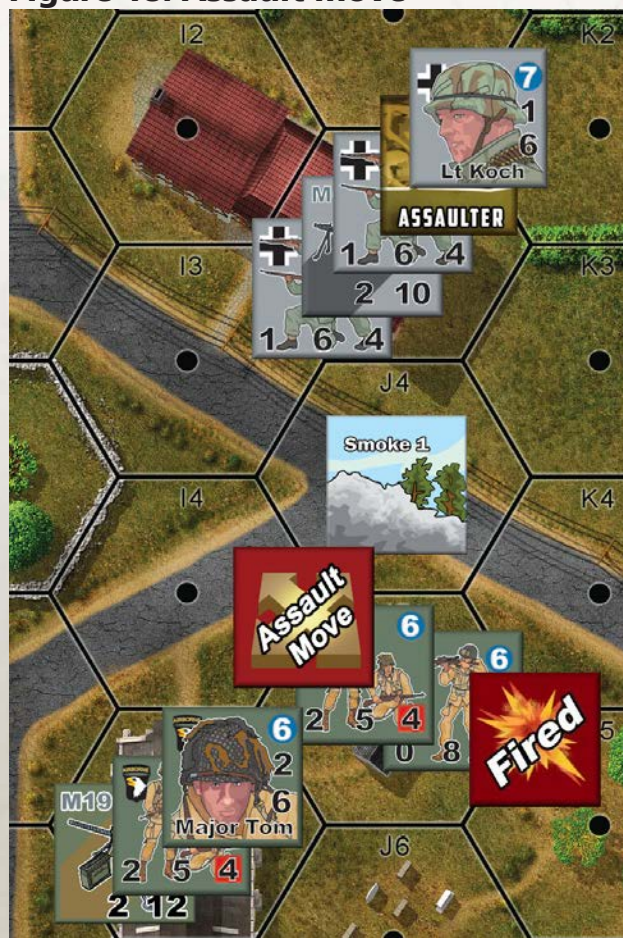 Assault Move
I2
K2
7
1
6
Lt Koch
ASSAULTER
M
1 6 4
I3
K3
2 10
1 6 4
J4
Smoke 1
I4
K4
Assault
Move
6
6
2 5 4
0 8
Fired
5
6
2
6
Major Tom
M19
2 5 4
2 12
J6